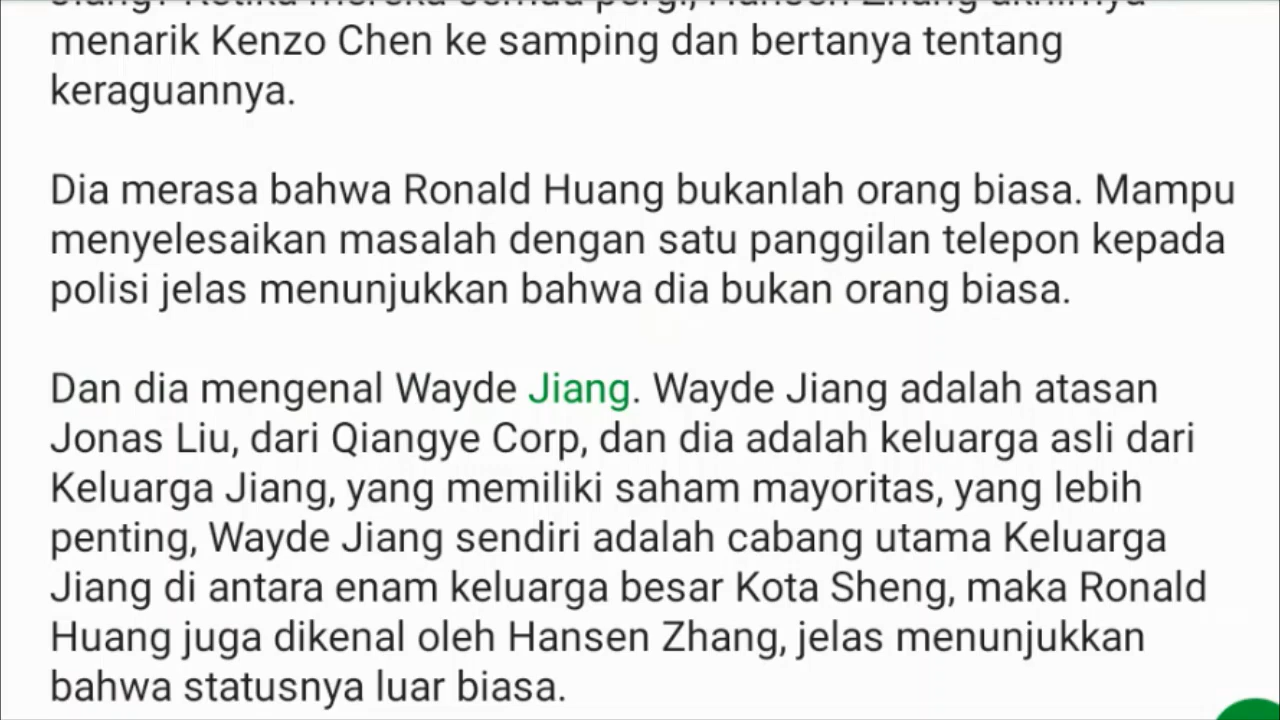 menarik Kenzo Chen ke samping dan bertanya tentang
keraguannya.
Dia merasa bahwa Ronald Huang bukanlah orang biasa. Mampu
menyelesaikan masalah dengan satu panggilan telepon kepada
polisi jelas menunjukkan bahwa dia bukan orang biasa.
Dan dia mengenal Wayde Jiang. Wayde Jiang adalah atasan
Jonas Liu, dari Qiangye Corp, dan dia adalah keluarga asli dari
Keluarga Jiang, yang memiliki saham mayoritas, yang lebih
penting, Wayde Jiang sendiri adalah cabang utama Keluarga
Jiang di antara enam keluarga besar Kota Sheng, maka Ronald
Huang juga dikenal oleh Hansen Zhang, jelas menunjukkan
bahwa statusnya luar biasa.